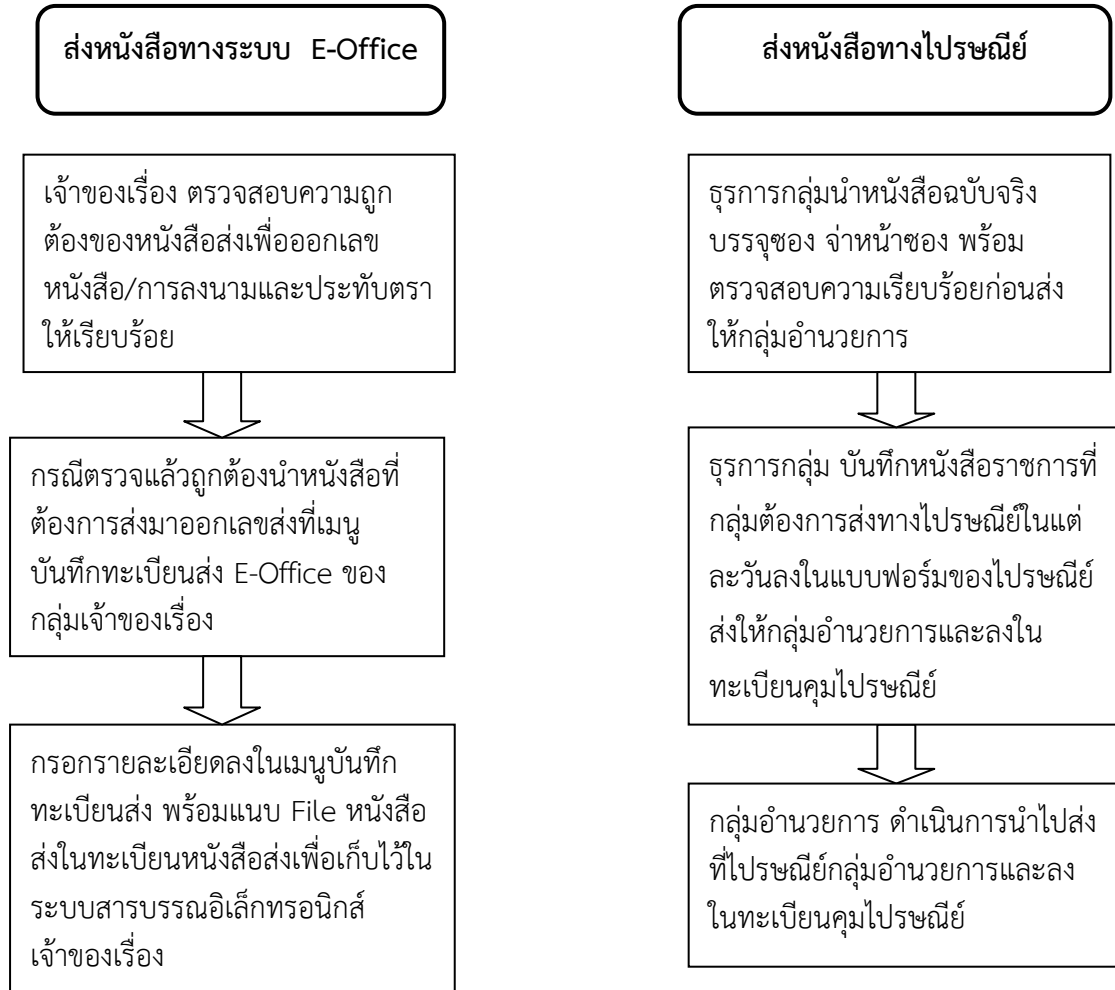 ส่งหนังสือทางระบบ E-Office
เจ้าของเรื่อง ตรวจสอบความถูก
ต้องของหนังสือส่งเพื่อออกเลข
หนังสือ/การลงนามและประทับตรา
ให้เรียบร้อย
กรณีตรวจแล้วถูกต้องนำหนังสือที่
ต้องการส่งมาออกเลขส่งที่เมนู
บันทึกทะเบียนส่ง E-Office ของ
กลุ่มเจ้าของเรื่อง
กรอกรายละเอียดลงในเมนูบันทึก
ทะเบียนส่ง พร้อมแนบ File หนังสือ
ส่งในทะเบียนหนังสือส่งเพื่อเก็บไว้ใน
ระบบสารบรรณอิเล็กทรอนิกส์
เจ้าของเรื่อง
ส่งหนังสือทางไปรษณีย์
ธุรการกลุ่มนำหนังสือฉบับจริง
บรรจุซอง จ่าหน้าซอง พร้อม
ตรวจสอบความเรียบร้อยก่อนส่ง
ให้กลุ่มอำนวยการ
ธุรการกลุ่ม บันทึกหนังสือราชการที่
กลุ่มต้องการส่งทางไปรษณีย์ในแต่
ละวันลงในแบบฟอร์มของไปรษณีย์
ส่งให้กลุ่มอำนวยการและลงใน
ทะเบียนคุมไปรษณีย์
กลุ่มอำนวยการ ดำเนินการนำไปส่ง
ที่ไปรษณีย์กลุ่มอำนวยการและลง
ในทะเบียนคุมไปรษณีย์